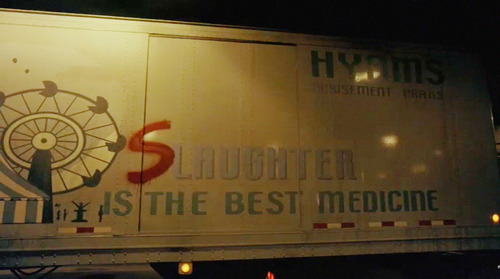 HYAMS
AMUSEMENT PARKS
SLAUGHTER
IS THE BEST MEDICINE